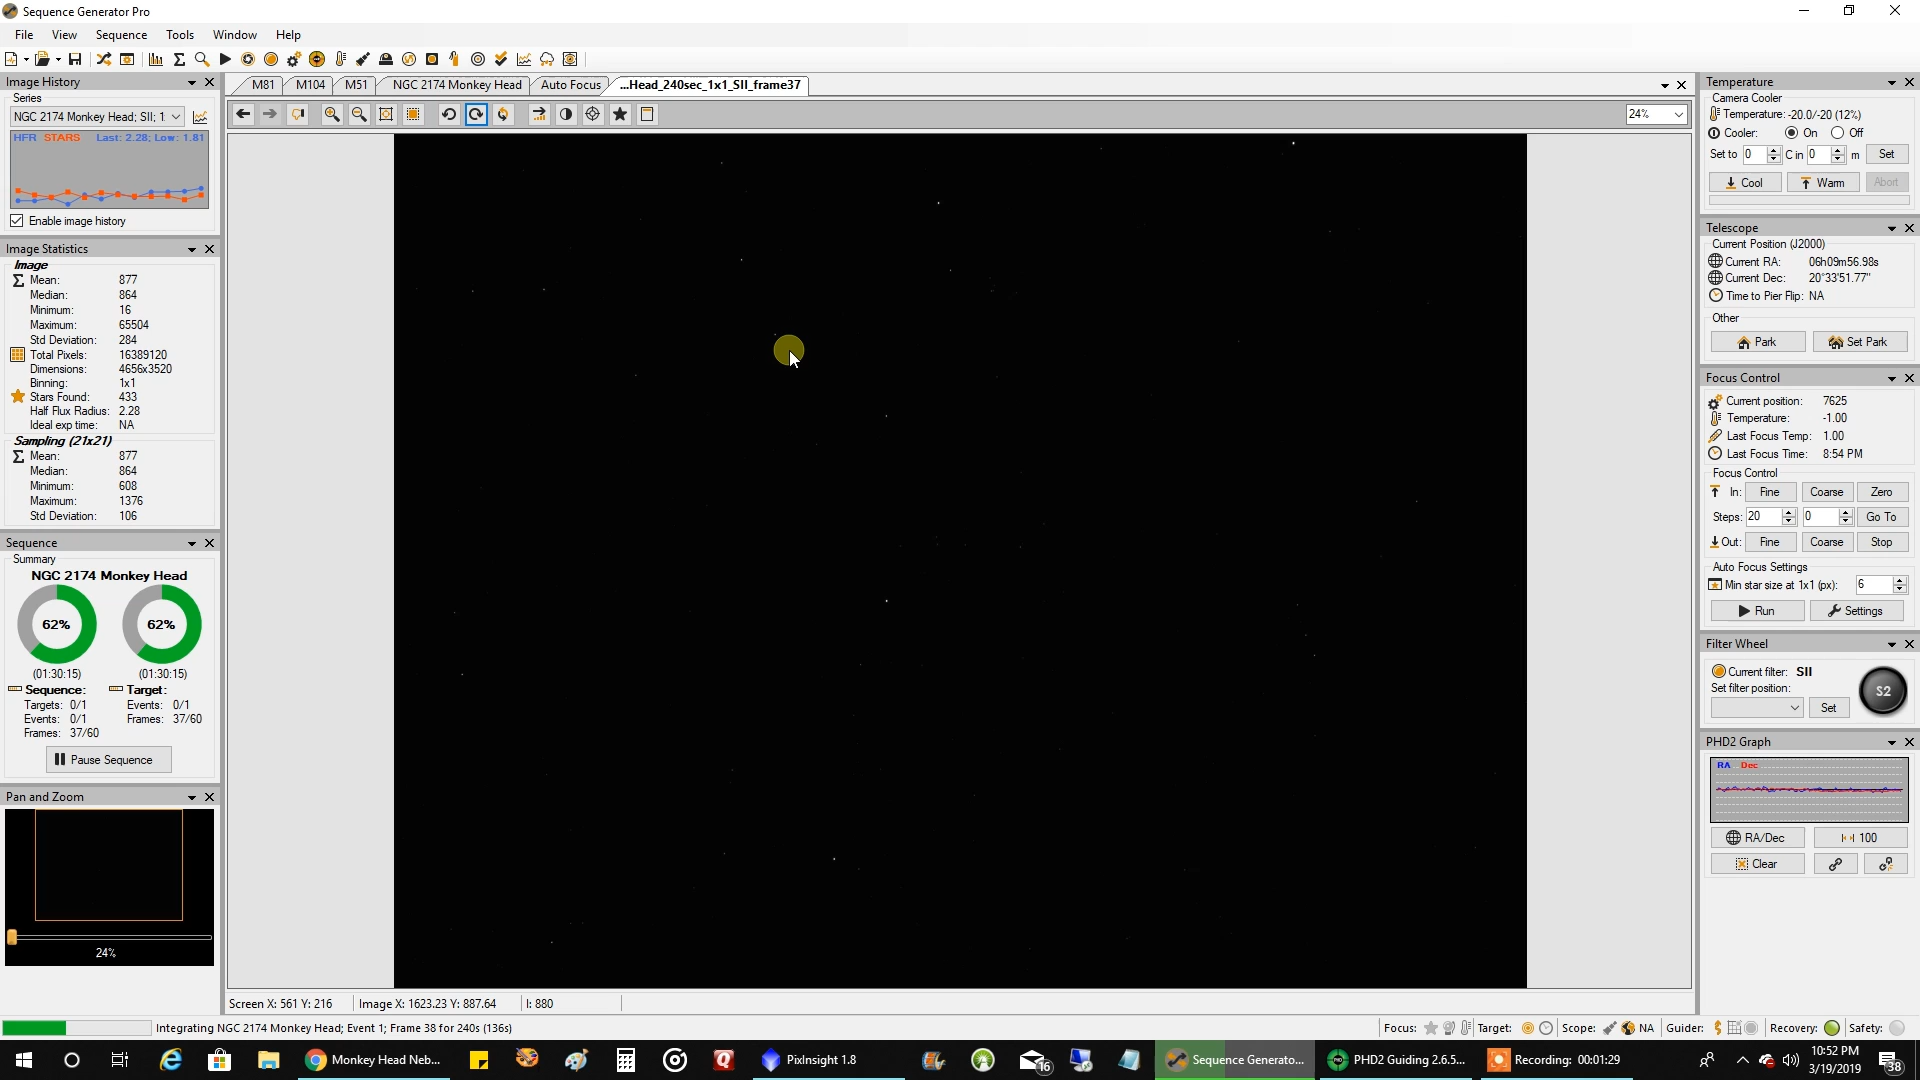 Sequence Generator Pro
File View Sequence Tools Window Help
Image History
Series
NGC 2174 Monkey Head; SII; 1
HFR STARS Last: 2.28; Low: 1.81
Enable image history
Image Statistics
Image
Mean: 877
Median: 864
Minimum: 16
Maximum: 65504
Std Deviation: 284
Total Pixels: 16389120
Dimensions: 4656x3520
Binning: 1x1
Stars Found: 433
Half Flux Radius: 2.28
Ideal exp time: NA
Sampling (21x21)
Mean: 877
Median: 864
Minimum: 608
Maximum: 1376
Std Deviation: 106
Sequence
Summary
NGC 2174 Monkey Head
62% 62%
(01:30:15) (01:30:15)
Sequence: Target:
Targets: 0/1 Events: 0/1
Events: 0/1 Frames: 37/60
Frames: 37/60
Pause Sequence
Pan and Zoom
24%
M81 M104 M51 NGC 2174 Monkey Head Auto Focus ...Head_240sec_1x1_SII_frame37
24%
Screen X: 561 Y: 216 Image X: 1623.23 Y: 887.64 I: 880
Temperature
Camera Cooler
Temperature: -20.0/-20 (12%)
Cooler: On Off
Set to 0 C in 0 m Set
Cool Warm Abort
Telescope
Current Position (J2000)
Current RA: 06h09m56.98s
Current Dec: 20°33'51.77"
Time to Pier Flip: NA
Other
Park Set Park
Focus Control
Current position: 7625
Temperature: -1.00
Last Focus Temp: 1.00
Last Focus Time: 8:54 PM
Focus Control
In: Fine Coarse Zero
Steps: 20 0 Go To
Out: Fine Coarse Stop
Auto Focus Settings
Min star size at 1x1 (px): 6
Run Settings
Filter Wheel
Current filter: SII
Set filter position:
Set
S2
PHD2 Graph
RA Dec
RA/Dec 100
Clear
Integrating NGC 2174 Monkey Head; Event 1; Frame 38 for 240s (136s)
Focus: Target: Scope: NA Guider: Recovery: Safety:
Monkey Head Neb... PixInsight 1.8 16 Sequence Generato... PHD2 Guiding 2.6.5... Recording: 00:01:29
10:52 PM
3/19/2019
38